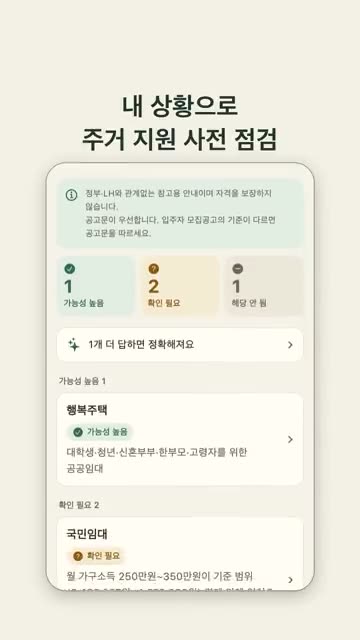 내 상황으로
주거 지원 사전 점검
정부·LH와 관계없는 참고용 안내이며 자격을 보장하지
않습니다.
공고문이 우선합니다. 입주자 모집공고의 기준이 다르면
공고문을 따르세요.
1
가능성 높음
2
확인 필요
1
해당 안 됨
1개 더 답하면 정확해져요
가능성 높음 1
행복주택
가능성 높음
대학생·청년·신혼부부·한부모·고령자를 위한
공공임대
확인 필요 2
국민임대
확인 필요
월 가구소득 250만원~350만원이 기준 범위